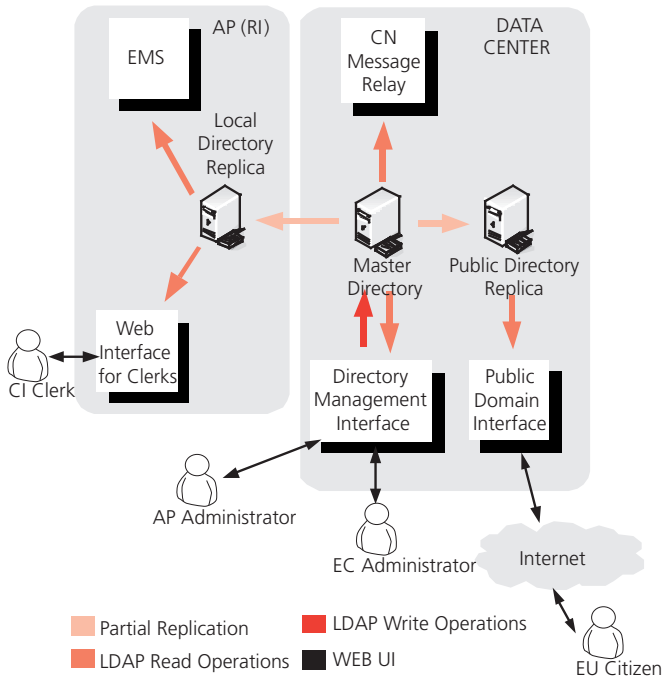 AP (RI)
EMS
Local
Directory
Replica
DATA
CENTER
CN
Message
Relay
Master
Directory
Public Directory
Replica
Web
Interface
for Clerks
CI Clerk
Directory
Management
Interface
Public
Domain
Interface
AP Administrator
EC Administrator
Internet
EU Citizen
Partial Replication
LDAP Read Operations
LDAP Write Operations
WEB UI